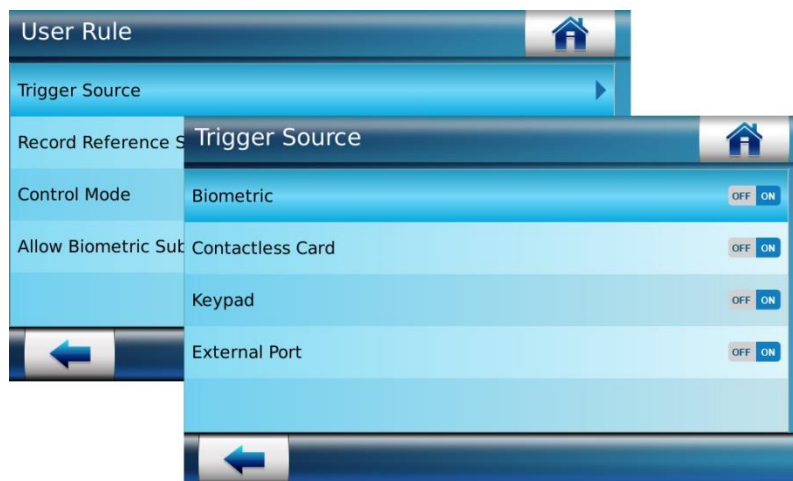 User Rule
Trigger Source
Record Reference
Control Mode
Allow Biometric
Trigger Source
Biometric
OFF ON
Contactless Card
OFF ON
Keypad
OFF ON
External Port
OFF ON